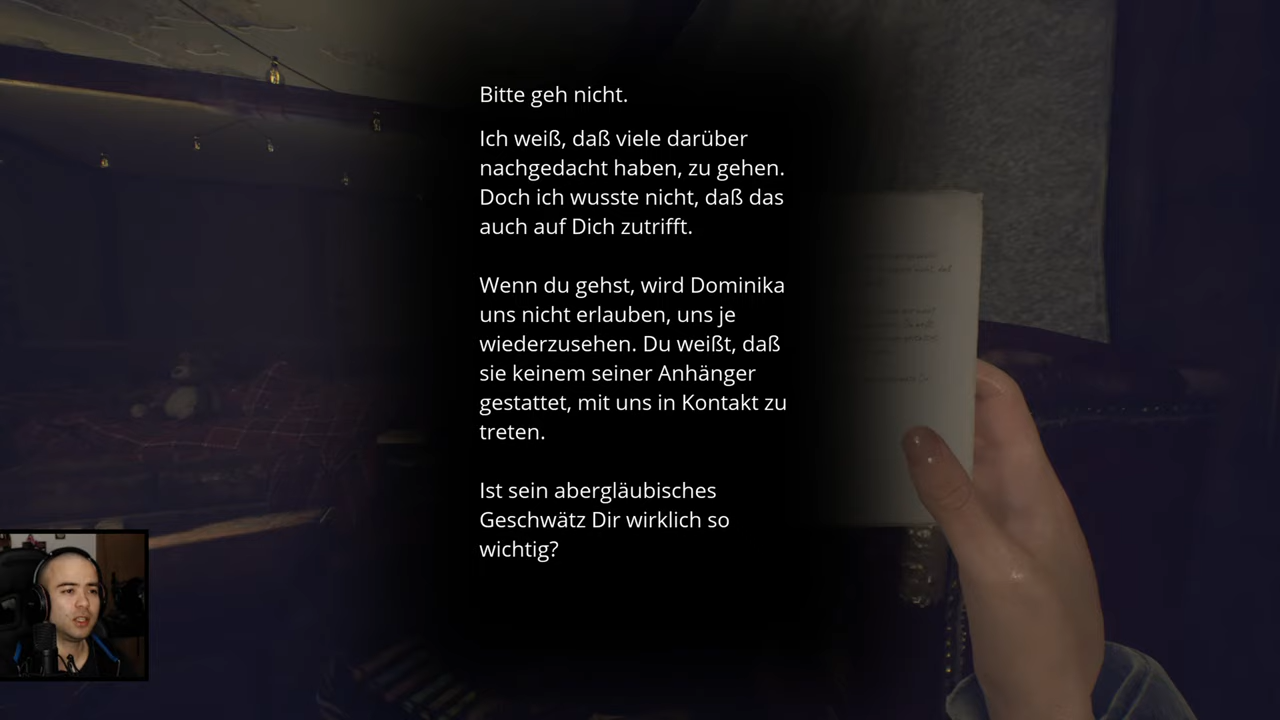 Bitte geh nicht.
Ich weiß, daß viele darüber
nachgedacht haben, zu gehen.
Doch ich wusste nicht, daß das
auch auf Dich zutrifft.
Wenn du gehst, wird Dominika
uns nicht erlauben, uns je
wiederzusehen. Du weißt, daß
sie keinem seiner Anhänger
gestattet, mit uns in Kontakt zu
treten.
Ist sein abergläubisches
Geschwätz Dir wirklich so
wichtig?